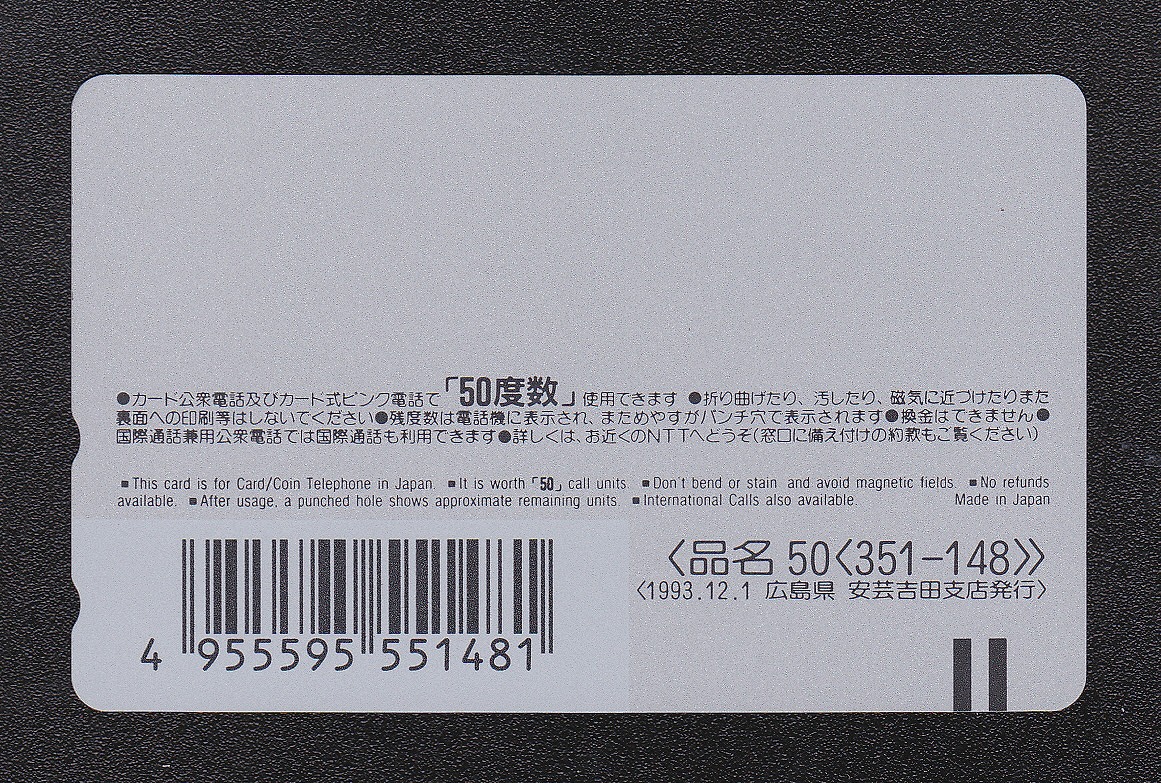 ●カード公衆電話及びカード式ピンク電話で「50度数」使用できます ●折り曲げたり、汚したり、磁気に近づけたりまた
裏面への印刷等はしないでください●残度数は電話機に表示され、まためやすがパンチ穴で表示されます●換金はできません●
国際通話兼用公衆電話では国際通話も利用できます●詳しくは、お近くのNTTへどうぞ(窓口に備え付けの約款もご覧ください)
■This card is for Card/Coin Telephone in Japan. ■It is worth「50」call units. ■Don't bend or stain and avoid magnetic fields. ■No refunds
available. ■After usage, a punched hole shows approximate remaining units. ■International Calls also available. Made in Japan
〈品名 50〈351-148〉〉
〈1993.12.1 広島県 安芸吉田支店発行〉
4 955595 551481